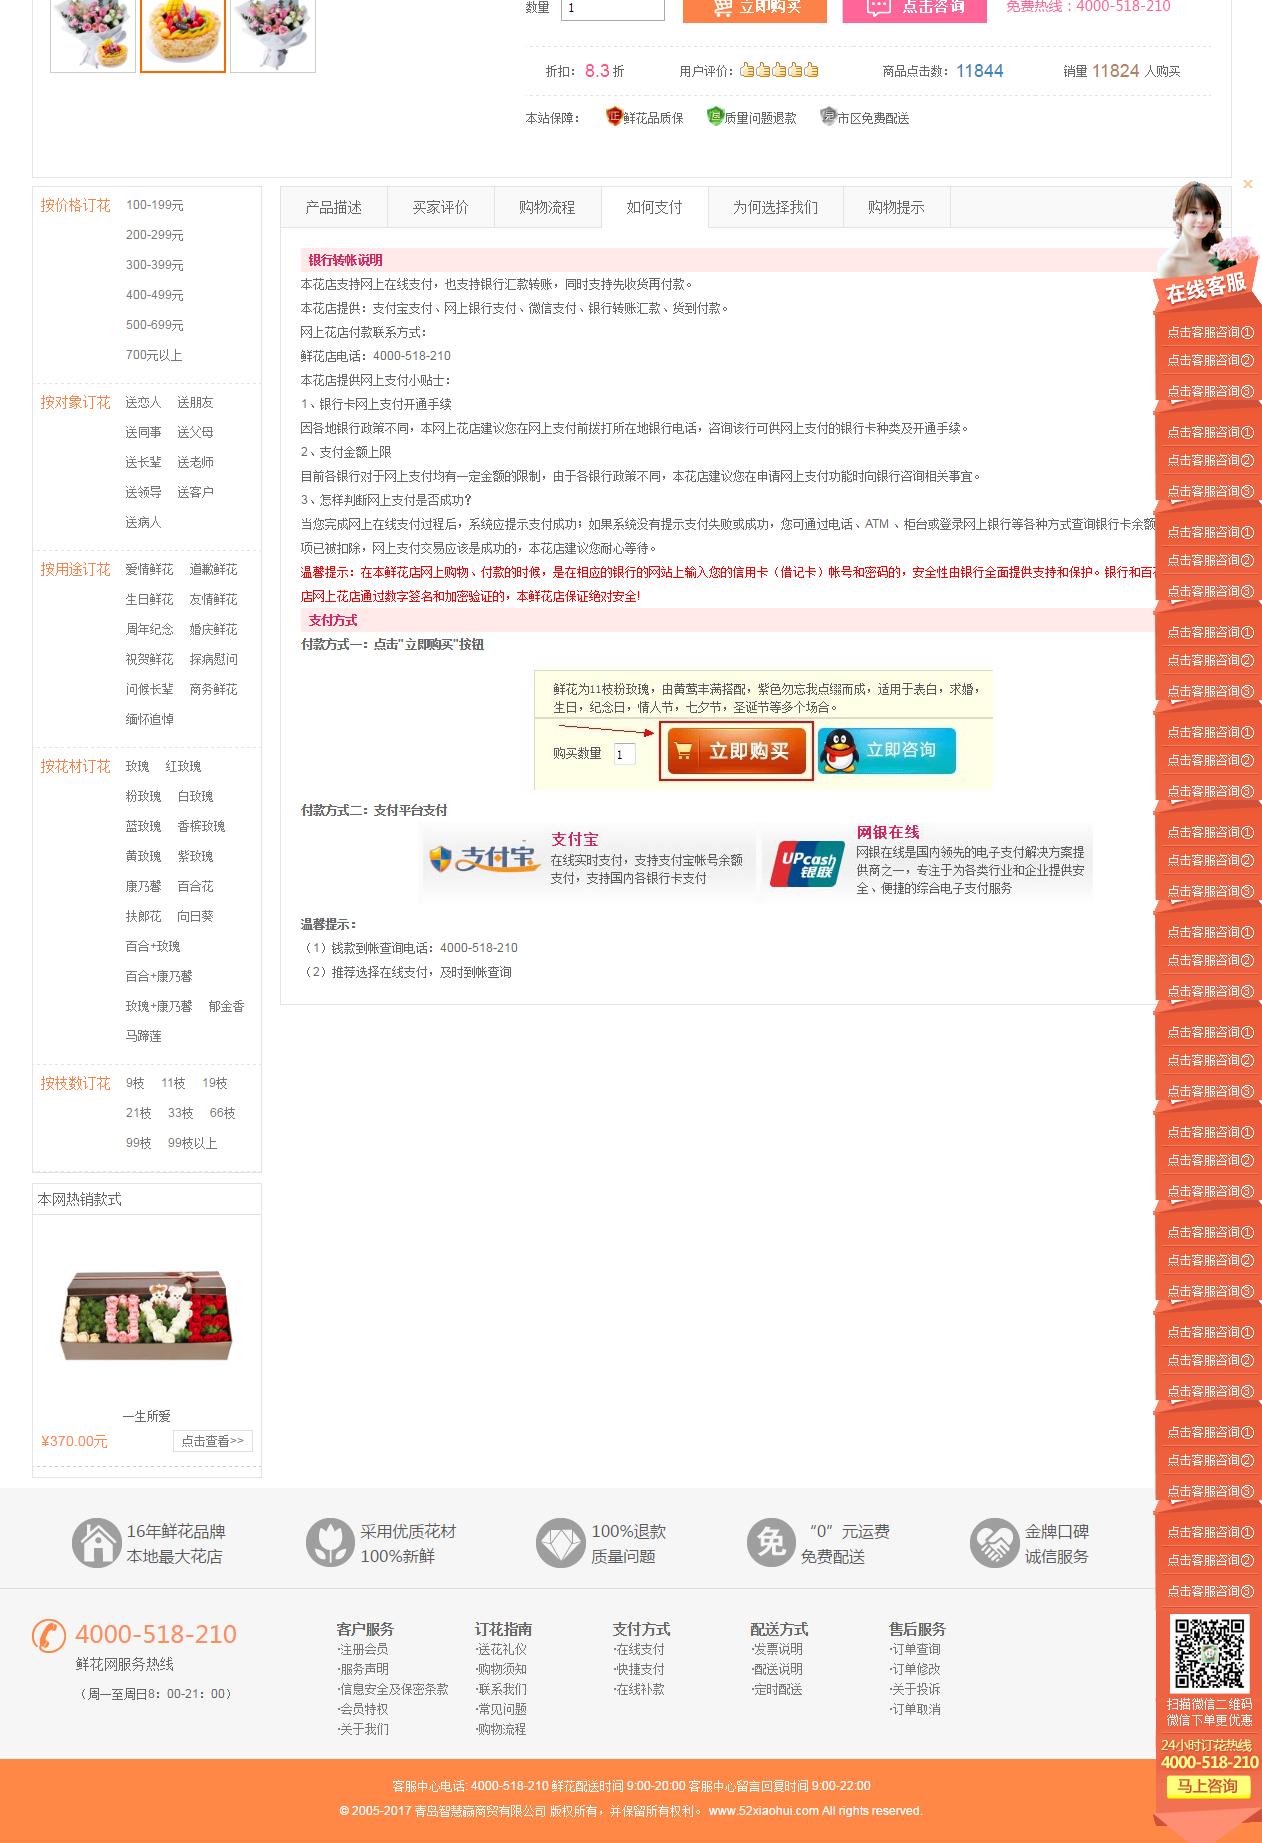 数量 1 立即购买 点击咨询 免费热线：4000-518-210
折扣： 8.3 折 用户评价： 商品点击数： 11844 销量 11824 人购买
本站保障： 鲜花品质保 质量问题退款 市区免费配送
按价格订花 100-199元
200-299元
300-399元
400-499元
500-699元
700元以上
按对象订花 送恋人 送朋友
送同事 送父母
送长辈 送老师
送领导 送客户
送病人
按用途订花 爱情鲜花 道歉鲜花
生日鲜花 友情鲜花
周年纪念 婚庆鲜花
祝贺鲜花 探病慰问
问候长辈 商务鲜花
缅怀追悼
按花材订花 玫瑰 红玫瑰
粉玫瑰 白玫瑰
蓝玫瑰 香槟玫瑰
黄玫瑰 紫玫瑰
康乃馨 百合花
扶郎花 向日葵
百合+玫瑰
百合+康乃馨
玫瑰+康乃馨 郁金香
马蹄莲
按枝数订花 9枝 11枝 19枝
21枝 33枝 66枝
99枝 99枝以上
本网热销款式
一生所爱
¥370.00元 点击查看>>
产品描述 买家评价 购物流程 如何支付 为何选择我们 购物提示
银行转帐说明
本花店支持网上在线支付，也支持银行汇款转账，同时支持先收货再付款。
本花店提供：支付宝支付、网上银行支付、微信支付、银行转账汇款、货到付款。
网上花店付款联系方式：
鲜花店电话：4000-518-210
本花店提供网上支付小贴士：
1、银行卡网上支付开通手续
因各地银行政策不同，本网上花店建议您在网上支付前拨打所在地银行电话，咨询该行可供网上支付的银行卡种类及开通手续。
2、支付金额上限
目前各银行对于网上支付均有一定金额的限制，由于各银行政策不同，本花店建议您在申请网上支付功能时向银行咨询相关事宜。
3、怎样判断网上支付是否成功?
当您完成网上在线支付过程后，系统应提示支付成功；如果系统没有提示支付失败或成功，您可通过电话、ATM 、柜台或登录网上银行等各种方式查询银行卡余额
项已被扣除，网上支付交易应该是成功的，本花店建议您耐心等待。
温馨提示：在本鲜花店网上购物、付款的时候，是在相应的银行的网站上输入您的信用卡（借记卡）帐号和密码的，安全性由银行全面提供支持和保护。银行和百
店网上花店通过数字签名和加密验证的，本鲜花店保证绝对安全!
支付方式
付款方式一：点击"立即购买"按钮
鲜花为11枝粉玫瑰，由黄莺丰满搭配，紫色勿忘我点缀而成，适用于表白，求婚，
生日，纪念日，情人节，七夕节，圣诞节等多个场合。
购买数量 1 立即购买 立即咨询
付款方式二：支付平台支付
支付宝 支付宝
在线实时支付，支持支付宝帐号余额
支付，支持国内各银行卡支付
UPcash 银联 网银在线
网银在线是国内领先的电子支付解决方案提
供商之一，专注于为各类行业和企业提供安
全、便捷的综合电子支付服务
温馨提示：
（1）钱款到帐查询电话：4000-518-210
（2）推荐选择在线支付，及时到帐查询
×
在线客服
点击客服咨询①
点击客服咨询②
点击客服咨询③
点击客服咨询①
点击客服咨询②
点击客服咨询③
点击客服咨询①
点击客服咨询②
点击客服咨询③
点击客服咨询①
点击客服咨询②
点击客服咨询③
点击客服咨询①
点击客服咨询②
点击客服咨询③
点击客服咨询①
点击客服咨询②
点击客服咨询③
点击客服咨询①
点击客服咨询②
点击客服咨询③
点击客服咨询①
点击客服咨询②
点击客服咨询③
点击客服咨询①
点击客服咨询②
点击客服咨询③
点击客服咨询①
点击客服咨询②
点击客服咨询③
点击客服咨询①
点击客服咨询②
点击客服咨询③
点击客服咨询①
点击客服咨询②
点击客服咨询③
点击客服咨询①
点击客服咨询②
点击客服咨询③
扫描微信二维码
微信下单更优惠
24小时订花热线
4000-518-210
马上咨询
16年鲜花品牌 采用优质花材 100%退款 免 “0”元运费 金牌口碑
本地最大花店 100%新鲜 质量问题 免费配送 诚信服务
4000-518-210
鲜花网服务热线
（周一至周日8：00-21：00）
客户服务 订花指南 支付方式 配送方式 售后服务
·注册会员 ·送花礼仪 ·在线支付 ·发票说明 ·订单查询
·服务声明 ·购物须知 ·快捷支付 ·配送说明 ·订单修改
·信息安全及保密条款 ·联系我们 ·在线补款 ·定时配送 ·关于投诉
·会员特权 ·常见问题 ·订单取消
·关于我们 ·购物流程
客服中心电话: 4000-518-210 鲜花配送时间 9:00-20:00 客服中心留言回复时间 9:00-22:00
© 2005-2017 青岛智慧赢商贸有限公司 版权所有，并保留所有权利。 www.52xiaohui.com All rights reserved.